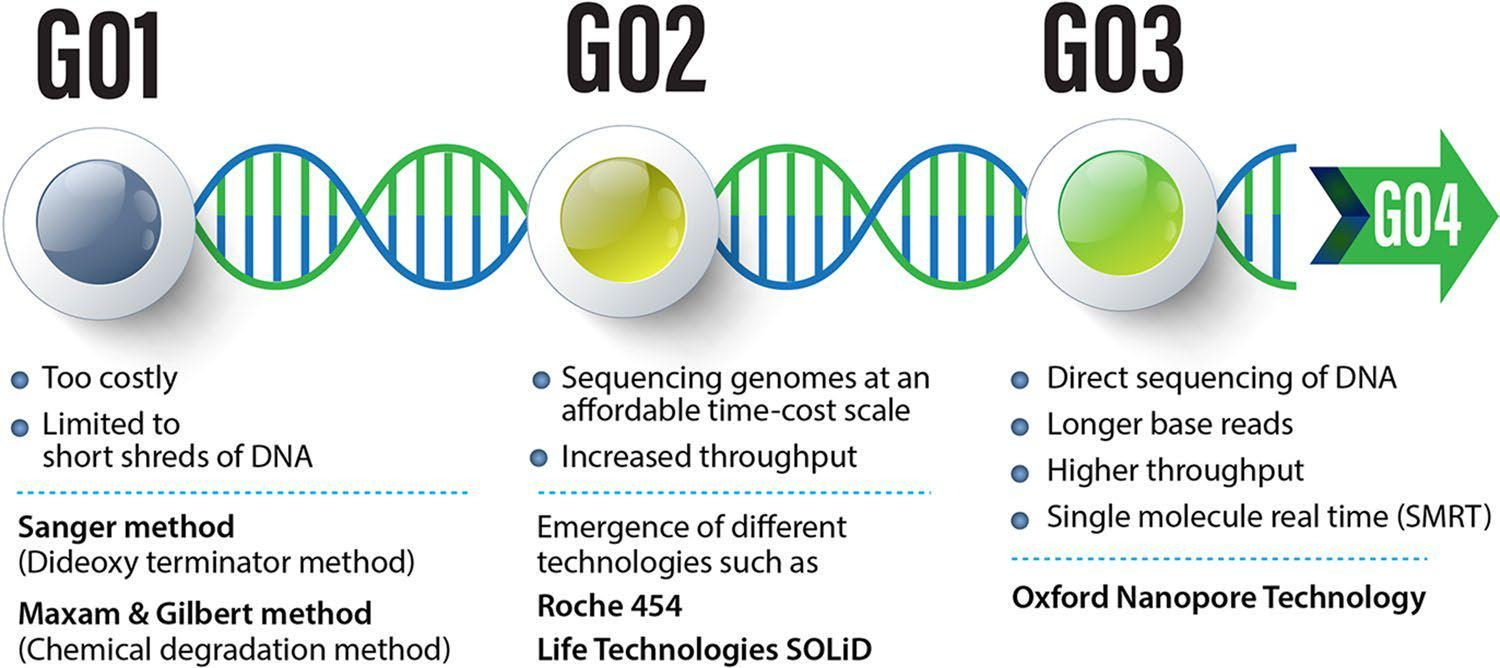 G01
G02
G03
G04
Too costly
Limited to
short shreds of DNA
Sanger method
(Dideoxy terminator method)
Maxam & Gilbert method
(Chemical degradation method)
Sequencing genomes at an
affordable time-cost scale
Increased throughput
Emergence of different
technologies such as
Roche 454
Life Technologies SOLiD
Direct sequencing of DNA
Longer base reads
Higher throughput
Single molecule real time (SMRT)
Oxford Nanopore Technology